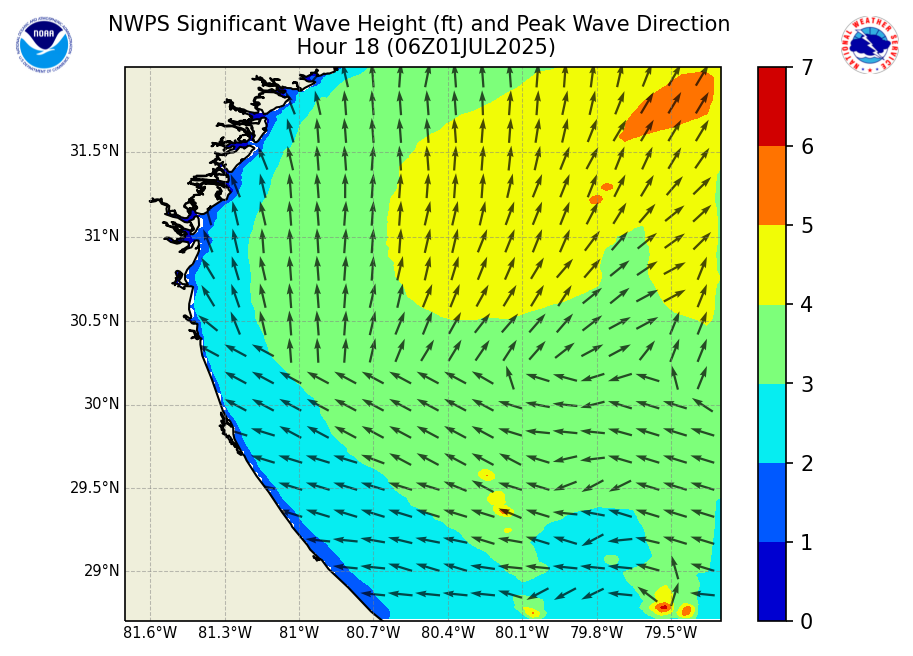 NWPS Significant Wave Height (ft) and Peak Wave Direction
Hour 18 (06Z01JUL2025)
NOAA
NATIONAL WEATHER SERVICE
31.5°N
31°N
30.5°N
30°N
29.5°N
29°N
81.6°W 81.3°W 81°W 80.7°W 80.4°W 80.1°W 79.8°W 79.5°W
7
6
5
4
3
2
1
0